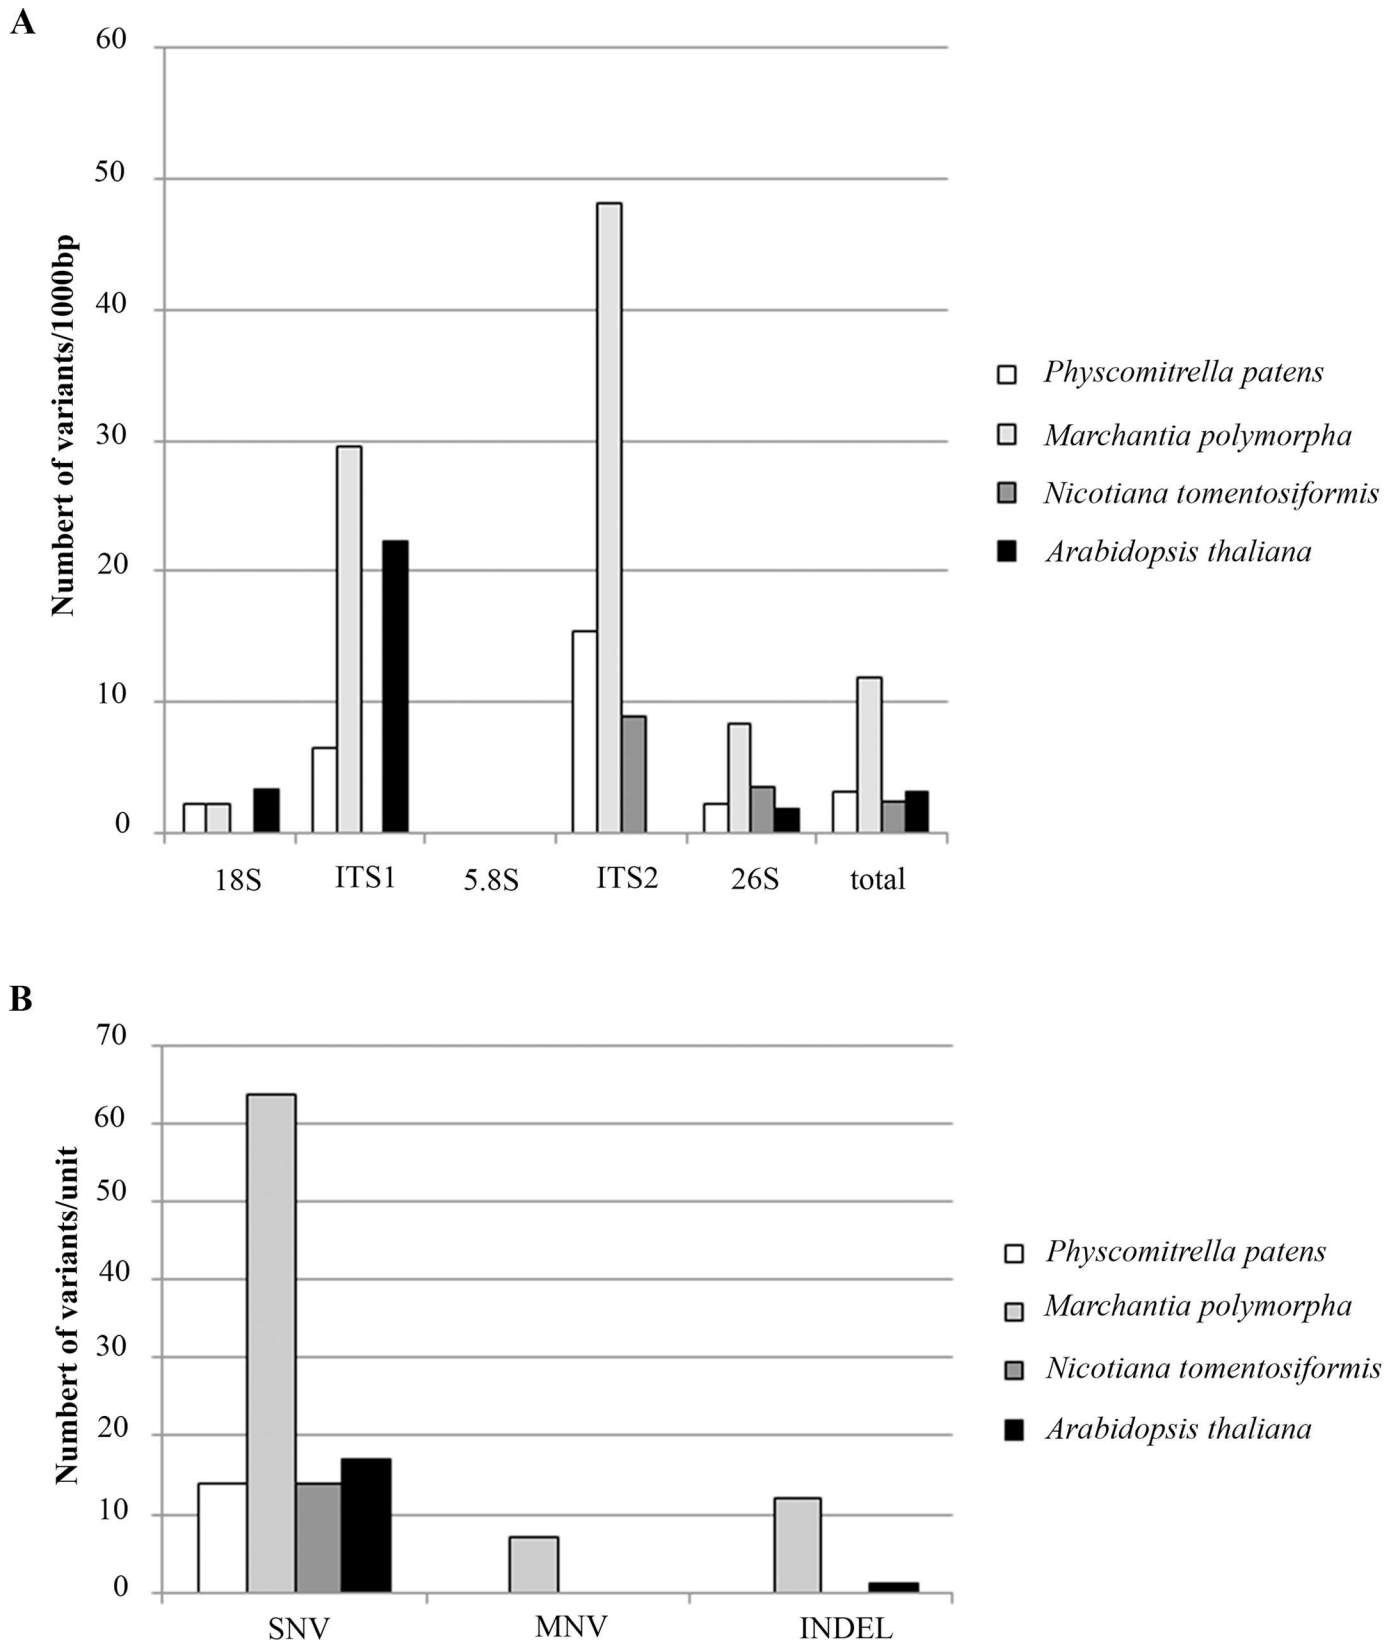 A
60
50
40
30
20
10
0
Numbert of variants/1000bp
18S ITS1 5.8S ITS2 26S total
Physcomitrella patens
Marchantia polymorpha
Nicotiana tomentosiformis
Arabidopsis thaliana
B
70
60
50
40
30
20
10
0
Numbert of variants/unit
SNV MNV INDEL
Physcomitrella patens
Marchantia polymorpha
Nicotiana tomentosiformis
Arabidopsis thaliana